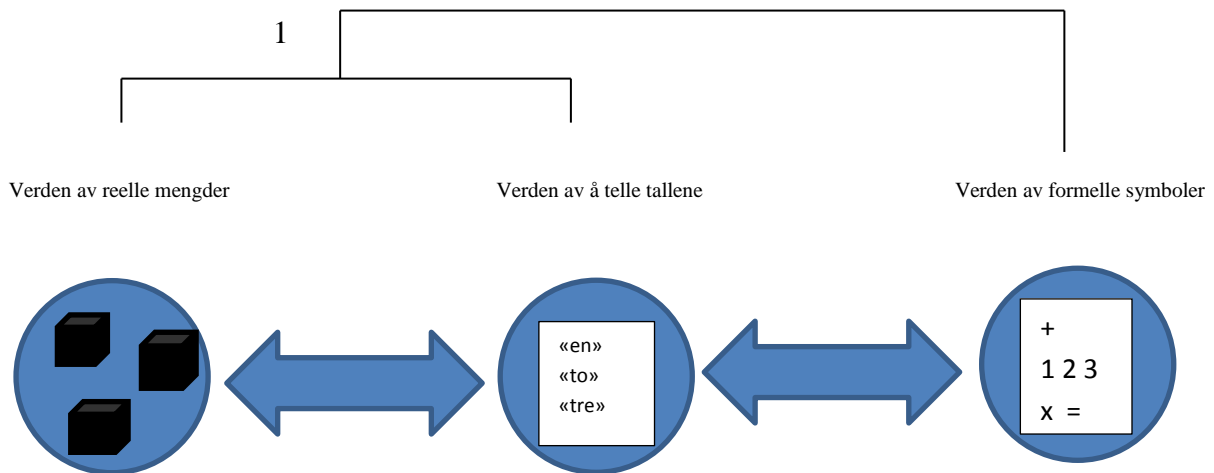 1
Verden av reelle mengder
Verden av å telle tallene
Verden av formelle symboler
«en»
«to»
«tre»
+
1 2 3
x =